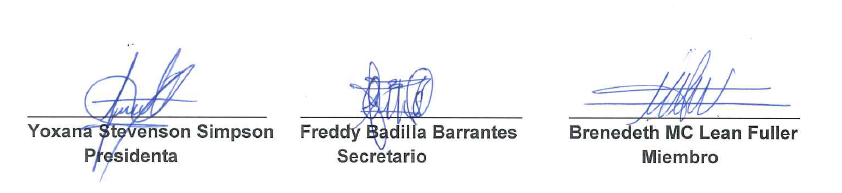 Yoxana Stevenson Simpson Freddy Badilla Barrantes Brenedeth MC Lean Fuller
Presidenta Secretario Miembro